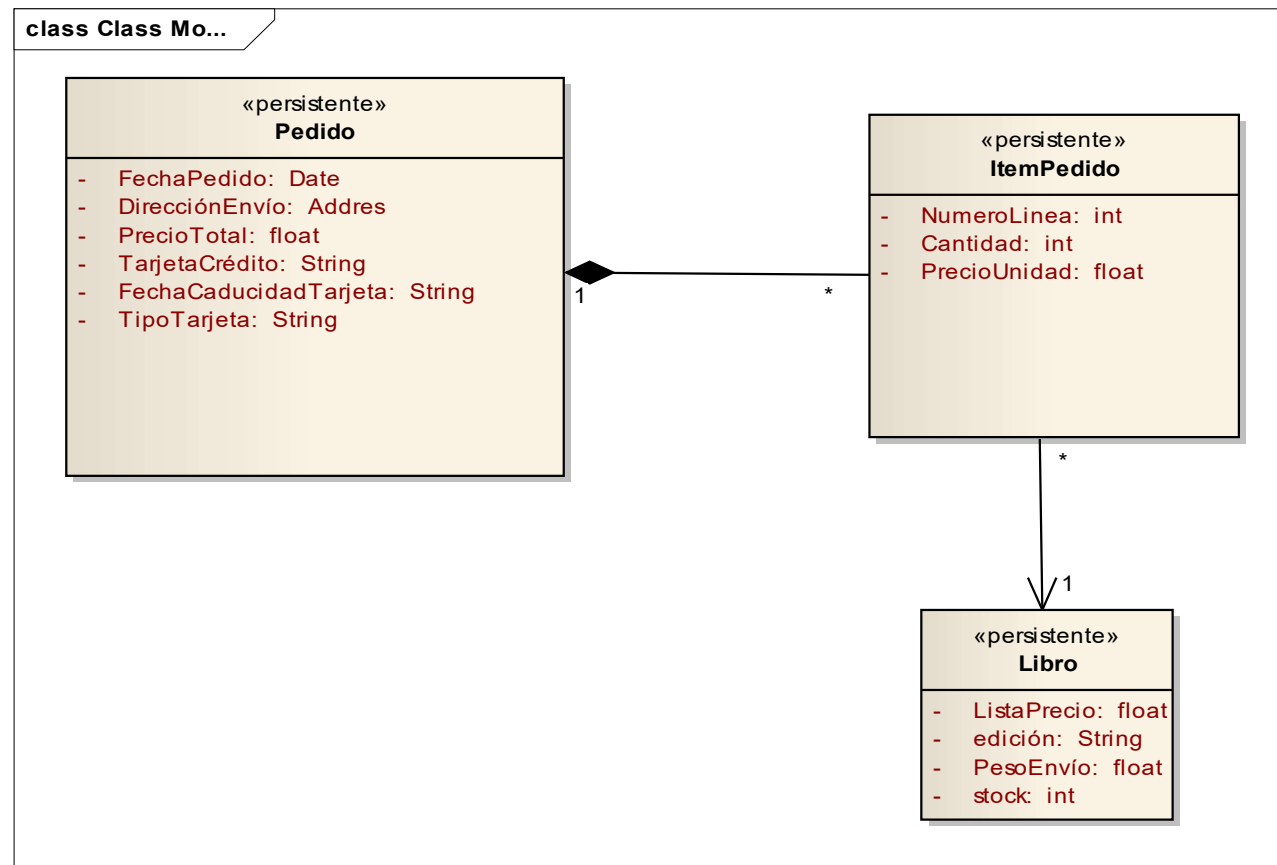 class Class Mo...
«persistente»
Pedido
- FechaPedido: Date
- DirecciónEnvío: Addres
- PrecioTotal: float
- TarjetaCrédito: String
- FechaCaducidadTarjeta: String
- TipoTarjeta: String
1
*
«persistente»
ItemPedido
- NumeroLinea: int
- Cantidad: int
- PrecioUnidad: float
*
1
«persistente»
Libro
- ListaPrecio: float
- edición: String
- PesoEnvío: float
- stock: int